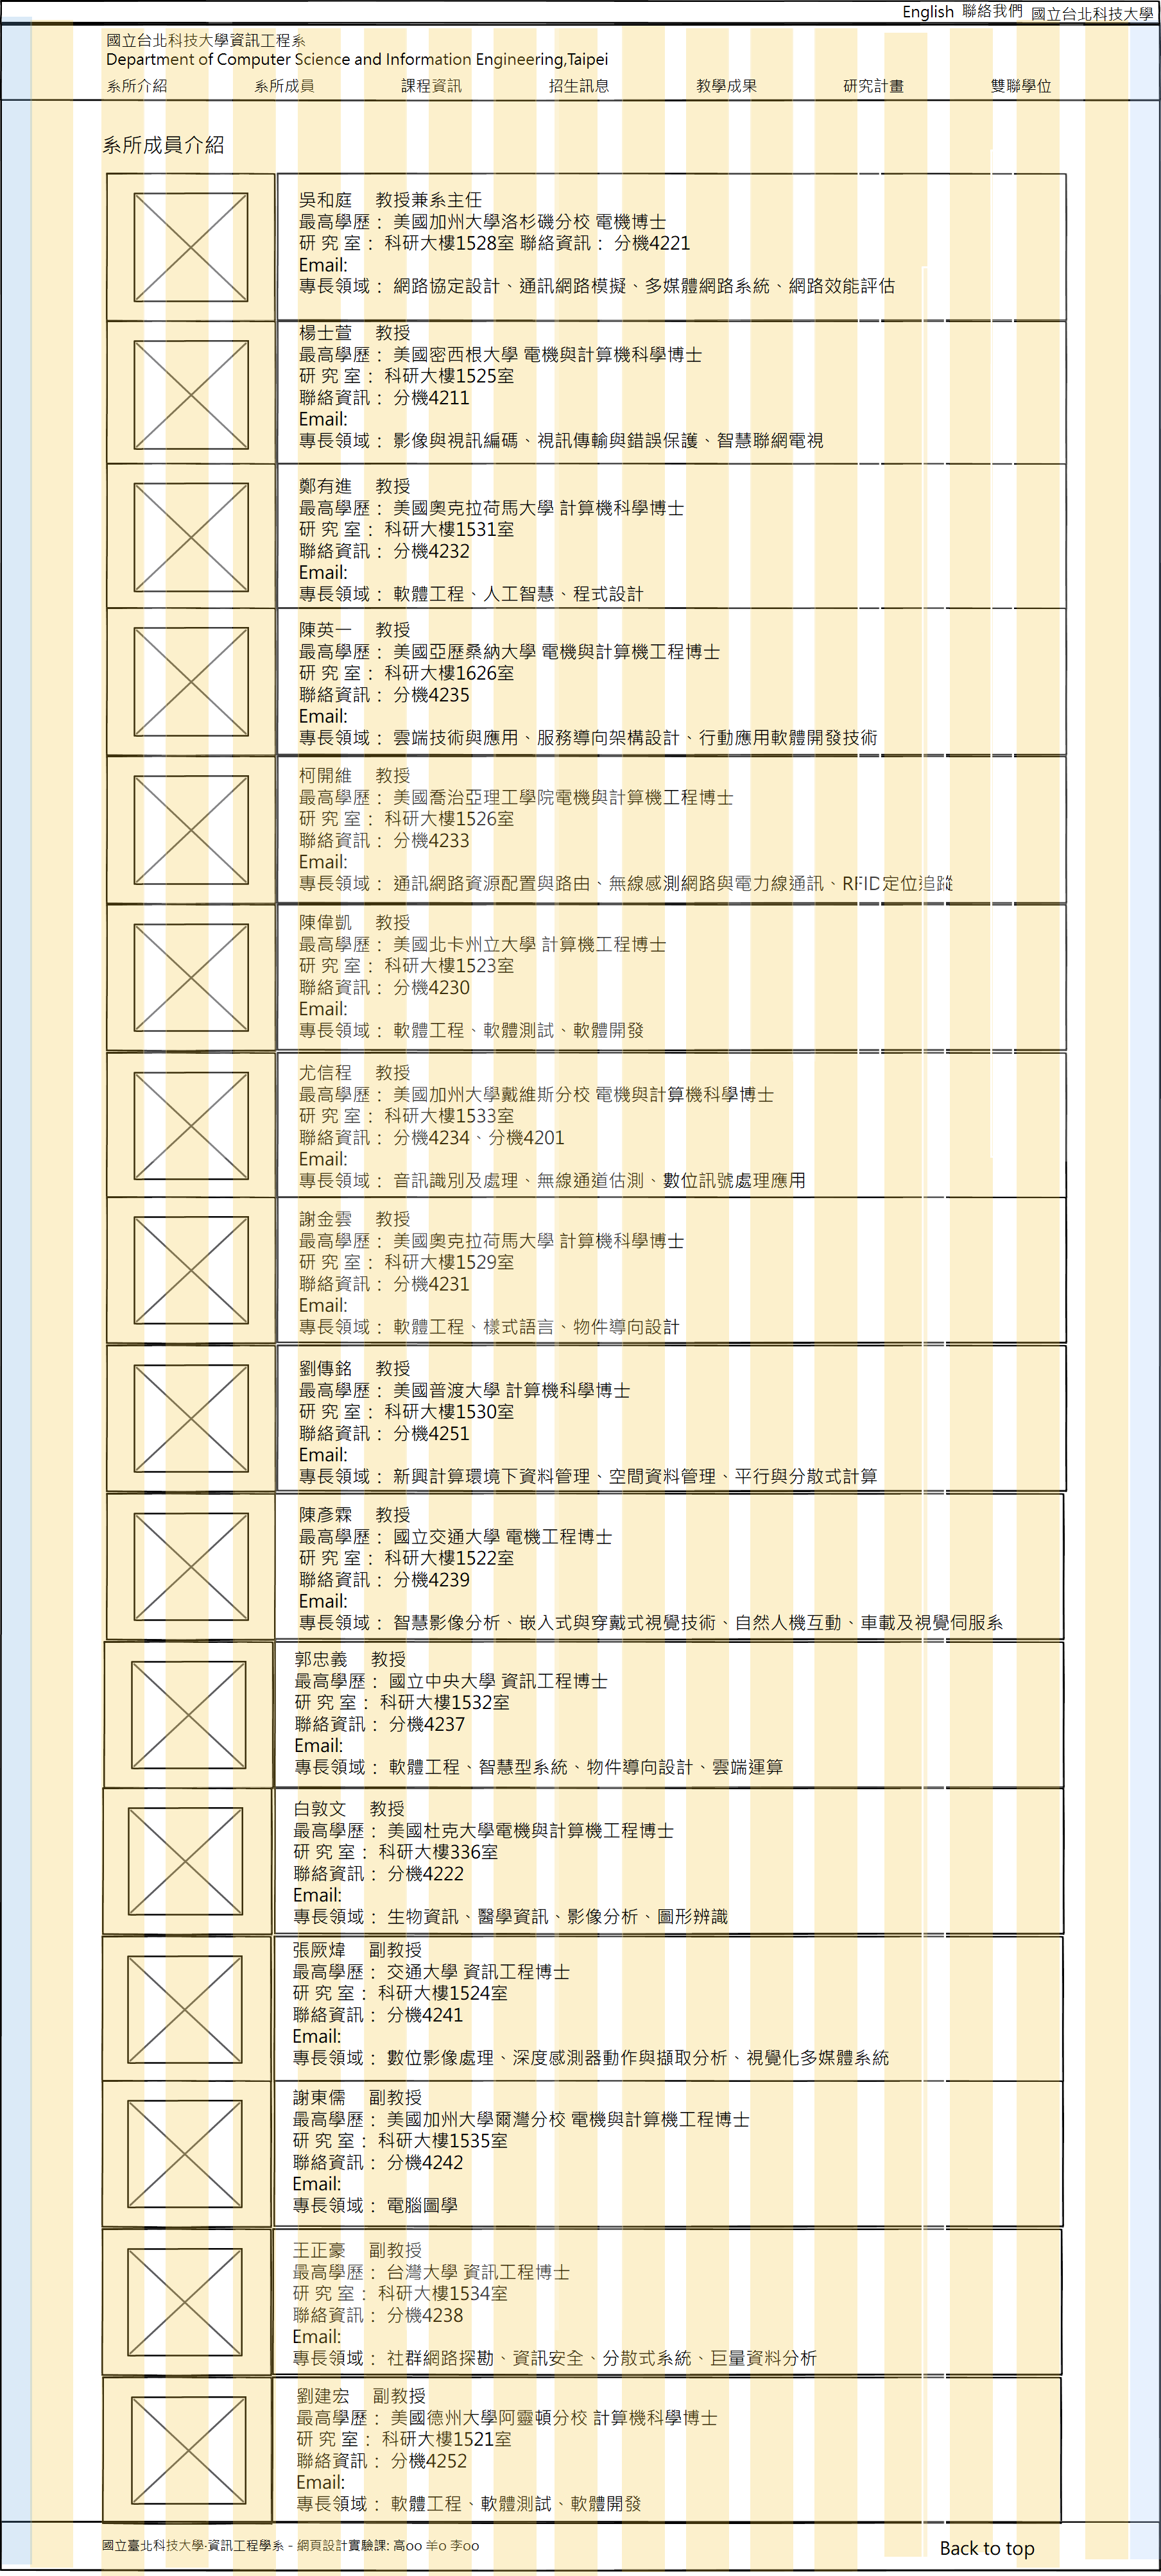 English 聯絡我們 國立台北科技大學
國立台北科技大學資訊工程系
Department of Computer Science and Information Engineering,Taipei
系所介紹 系所成員 課程資訊 招生訊息 教學成果 研究計畫 雙聯學位
系所成員介紹
吳和庭 教授兼系主任
最高學歷： 美國加州大學洛杉磯分校 電機博士
研 究 室： 科研大樓1528室 聯絡資訊： 分機4221
Email:
專長領域： 網路協定設計、通訊網路模擬、多媒體網路系統、網路效能評估
楊士萱 教授
最高學歷： 美國密西根大學 電機與計算機科學博士
研 究 室： 科研大樓1525室
聯絡資訊： 分機4211
Email:
專長領域： 影像與視訊編碼、視訊傳輸與錯誤保護、智慧聯網電視
鄭有進 教授
最高學歷： 美國奧克拉荷馬大學 計算機科學博士
研 究 室： 科研大樓1531室
聯絡資訊： 分機4232
Email:
專長領域： 軟體工程、人工智慧、程式設計
陳英一 教授
最高學歷： 美國亞歷桑納大學 電機與計算機工程博士
研 究 室： 科研大樓1626室
聯絡資訊： 分機4235
Email:
專長領域： 雲端技術與應用、服務導向架構設計、行動應用軟體開發技術
柯開維 教授
最高學歷： 美國喬治亞理工學院電機與計算機工程博士
研 究 室： 科研大樓1526室
聯絡資訊： 分機4233
Email:
專長領域： 通訊網路資源配置與路由、無線感測網路與電力線通訊、RFID定位追蹤
陳偉凱 教授
最高學歷： 美國北卡州立大學 計算機工程博士
研 究 室： 科研大樓1523室
聯絡資訊： 分機4230
Email:
專長領域： 軟體工程、軟體測試、軟體開發
尤信程 教授
最高學歷： 美國加州大學戴維斯分校 電機與計算機科學博士
研 究 室： 科研大樓1533室
聯絡資訊： 分機4234、分機4201
Email:
專長領域： 音訊識別及處理、無線通道估測、數位訊號處理應用
謝金雲 教授
最高學歷： 美國奧克拉荷馬大學 計算機科學博士
研 究 室： 科研大樓1529室
聯絡資訊： 分機4231
Email:
專長領域： 軟體工程、樣式語言、物件導向設計
劉傳銘 教授
最高學歷： 美國普渡大學 計算機科學博士
研 究 室： 科研大樓1530室
聯絡資訊： 分機4251
Email:
專長領域： 新興計算環境下資料管理、空間資料管理、平行與分散式計算
陳彥霖 教授
最高學歷： 國立交通大學 電機工程博士
研 究 室： 科研大樓1522室
聯絡資訊： 分機4239
Email:
專長領域： 智慧影像分析、嵌入式與穿戴式視覺技術、自然人機互動、車載及視覺伺服系
郭忠義 教授
最高學歷： 國立中央大學 資訊工程博士
研 究 室： 科研大樓1532室
聯絡資訊： 分機4237
Email:
專長領域： 軟體工程、智慧型系統、物件導向設計、雲端運算
白敦文 教授
最高學歷： 美國杜克大學電機與計算機工程博士
研 究 室： 科研大樓336室
聯絡資訊： 分機4222
Email:
專長領域： 生物資訊、醫學資訊、影像分析、圖形辨識
張厥煒 副教授
最高學歷： 交通大學 資訊工程博士
研 究 室： 科研大樓1524室
聯絡資訊： 分機4241
Email:
專長領域： 數位影像處理、深度感測器動作與擷取分析、視覺化多媒體系統
謝東儒 副教授
最高學歷： 美國加州大學爾灣分校 電機與計算機工程博士
研 究 室： 科研大樓1535室
聯絡資訊： 分機4242
Email:
專長領域： 電腦圖學
王正豪 副教授
最高學歷： 台灣大學 資訊工程博士
研 究 室： 科研大樓1534室
聯絡資訊： 分機4238
Email:
專長領域： 社群網路探勘、資訊安全、分散式系統、巨量資料分析
劉建宏 副教授
最高學歷： 美國德州大學阿靈頓分校 計算機科學博士
研 究 室： 科研大樓1521室
聯絡資訊： 分機4252
Email:
專長領域： 軟體工程、軟體測試、軟體開發
國立臺北科技大學‧資訊工程學系 - 網頁設計實驗課: 高oo 羊o 李oo
Back to top